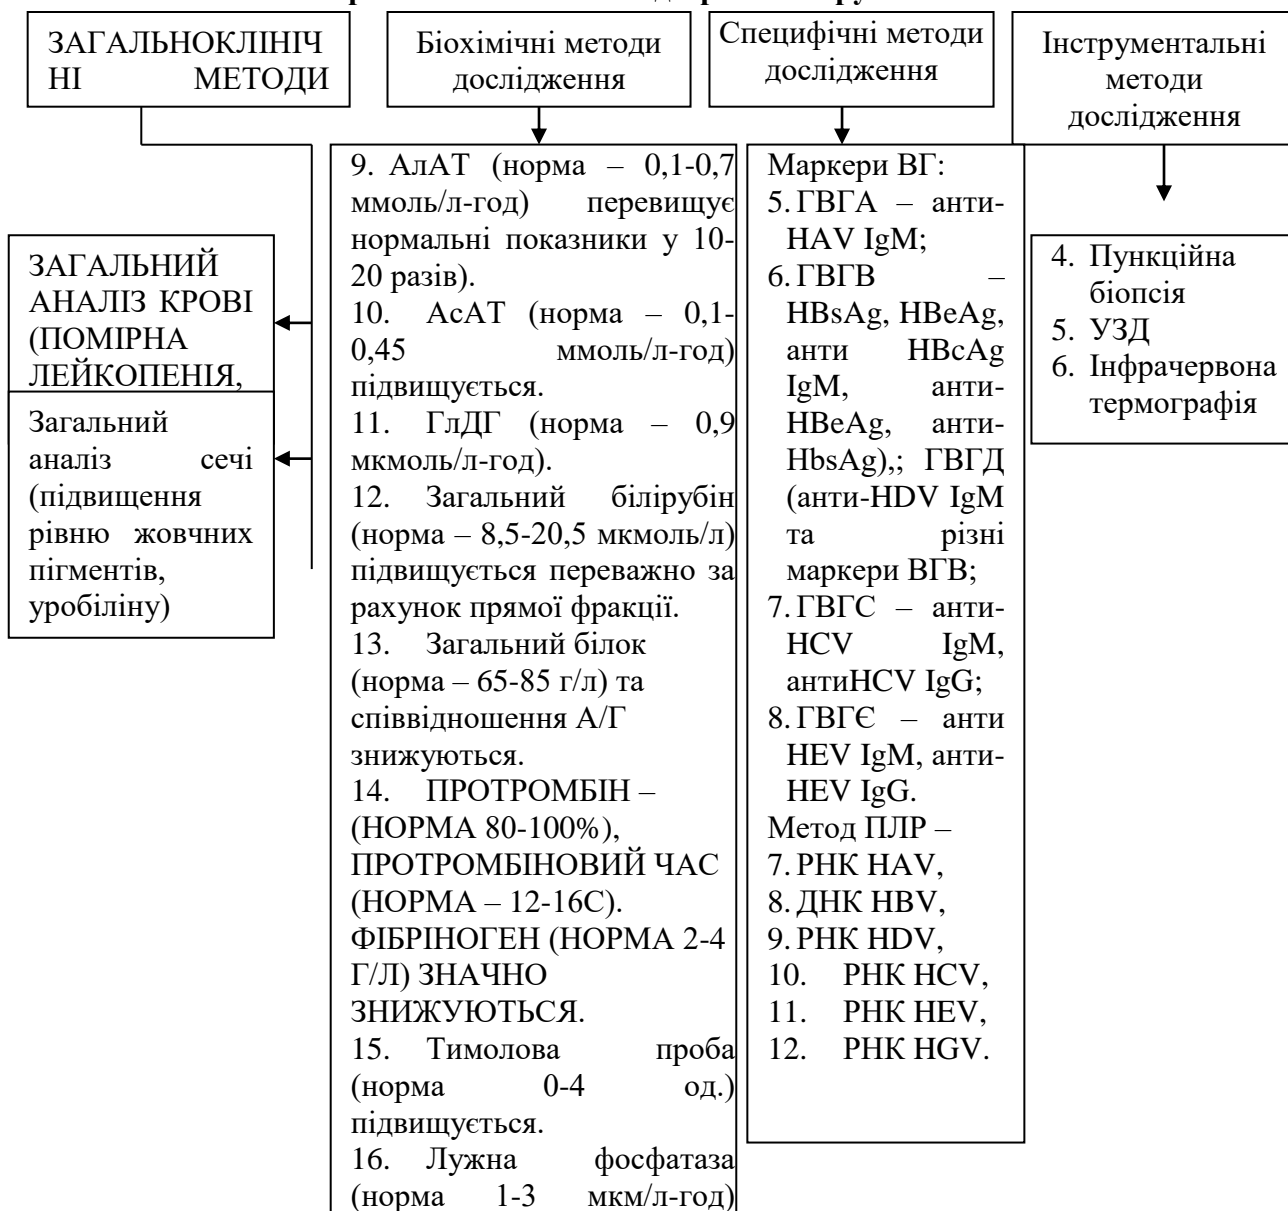 ЗАГАЛЬНОКЛІНІЧ
НІ МЕТОДИ
Біохімічні методи
дослідження
Специфічні методи
дослідження
Інструментальні
методи
дослідження
ЗАГАЛЬНИЙ
АНАЛІЗ КРОВІ
(ПОМІРНА
ЛЕЙКОПЕНІЯ,
Загальний
аналіз сечі
(підвищення
рівню жовчних
пігментів,
уробіліну)
9. АлАТ (норма – 0,1-0,7
ммоль/л-год) перевищує
нормальні показники у 10-
20 разів).
10. АсАТ (норма – 0,1-
0,45 ммоль/л-год)
підвищується.
11. ГлДГ (норма – 0,9
мкмоль/л-год).
12. Загальний білірубін
(норма – 8,5-20,5 мкмоль/л)
підвищується переважно за
рахунок прямої фракції.
13. Загальний білок
(норма – 65-85 г/л) та
співвідношення А/Г
знижуються.
14. ПРОТРОМБІН –
(НОРМА 80-100%),
ПРОТРОМБІНОВИЙ ЧАС
(НОРМА – 12-16С).
ФІБРІНОГЕН (НОРМА 2-4
Г/Л) ЗНАЧНО
ЗНИЖУЮТЬСЯ.
15. Тимолова проба
(норма 0-4 од.)
підвищується.
16. Лужна фосфатаза
(норма 1-3 мкм/л-год)
Маркери ВГ:
5. ГВГА – анти-
HAV IgM;
6. ГВГВ –
HBsAg, HBeAg,
анти HBcAg
IgM, анти-
HBeAg, анти-
HbsAg),; ГВГД
(анти-HDV IgM
та різні
маркери ВГВ;
7. ГВГС – анти-
HCV IgM,
антиHCV IgG;
8. ГВГЄ – анти
HEV IgM, анти-
HEV IgG.
Метод ПЛР –
7. РНК HAV,
8. ДНК HBV,
9. РНК HDV,
10. РНК HCV,
11. РНК HEV,
12. РНК HGV.
4. Пункційна
біопсія
5. УЗД
6. Інфрачервона
термографія